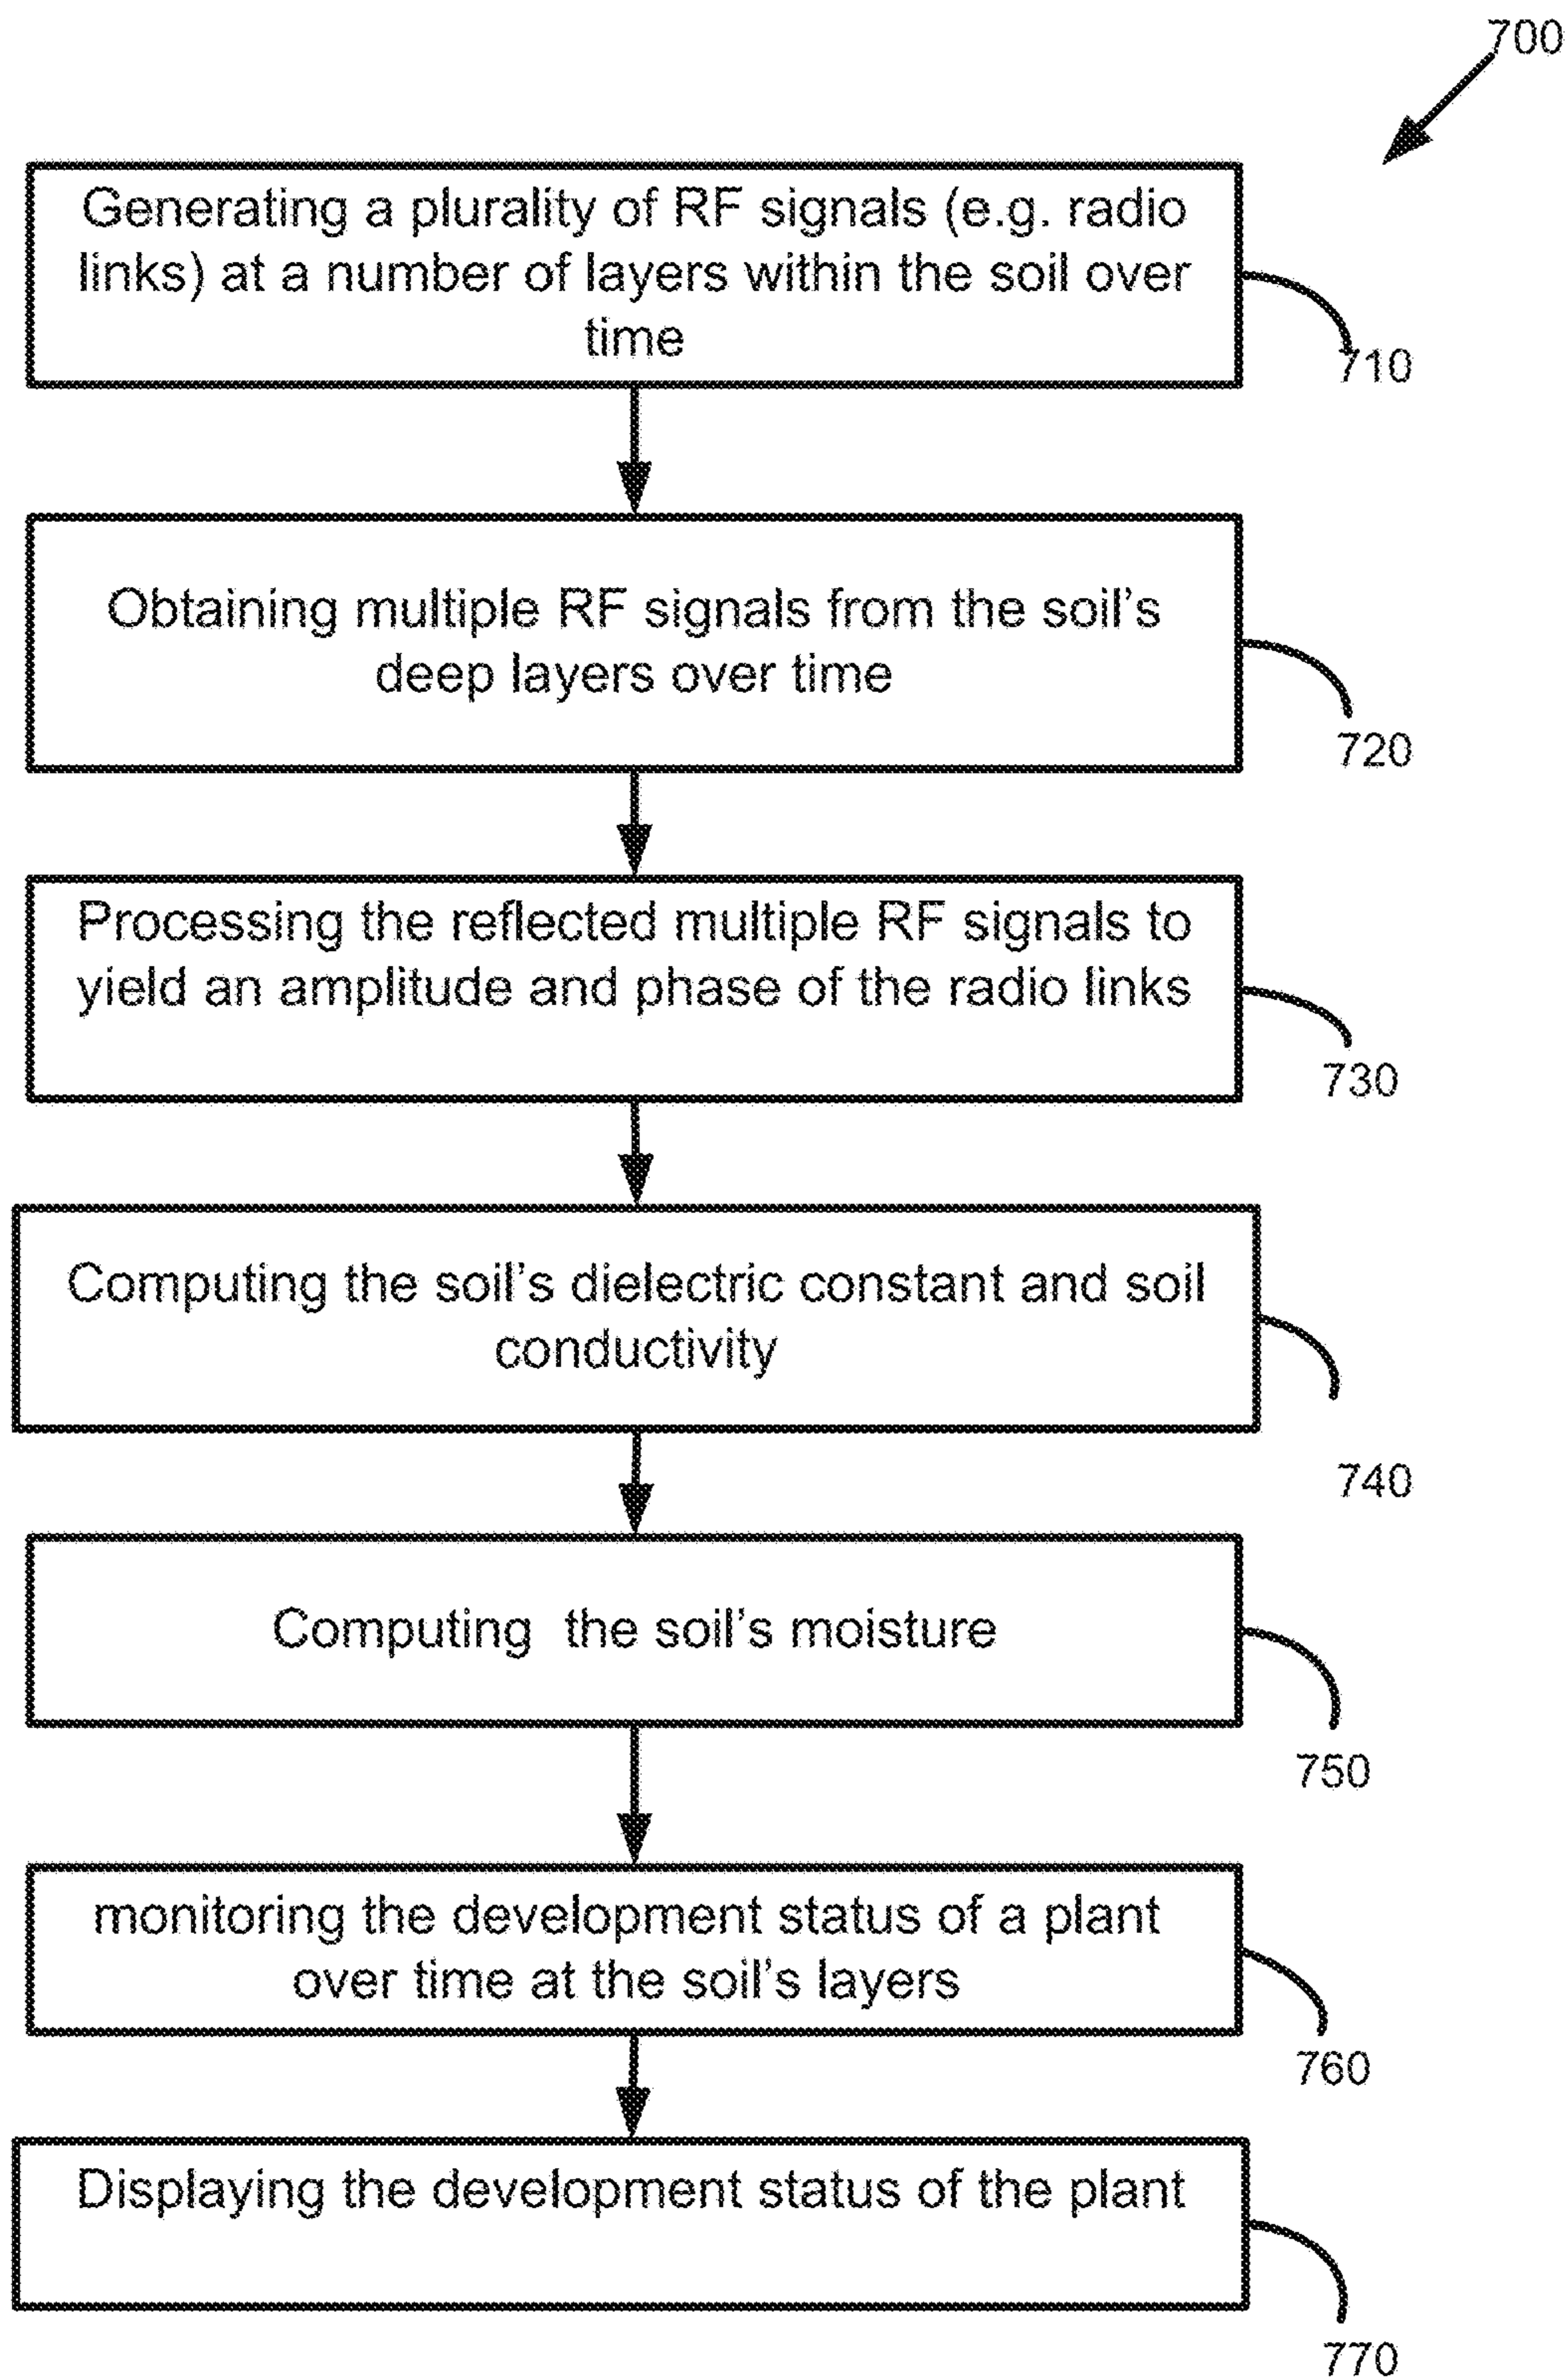 700
Generating a plurality of RF signals (e.g. radio
links) at a number of layers within the soil over
time
710
Obtaining multiple RF signals from the soil's
deep layers over time
720
Processing the reflected multiple RF signals to
yield an amplitude and phase of the radio links
730
Computing the soil's dielectric constant and soil
conductivity
740
Computing the soil's moisture
750
monitoring the development status of a plant
over time at the soil's layers
760
Displaying the development status of the plant
770